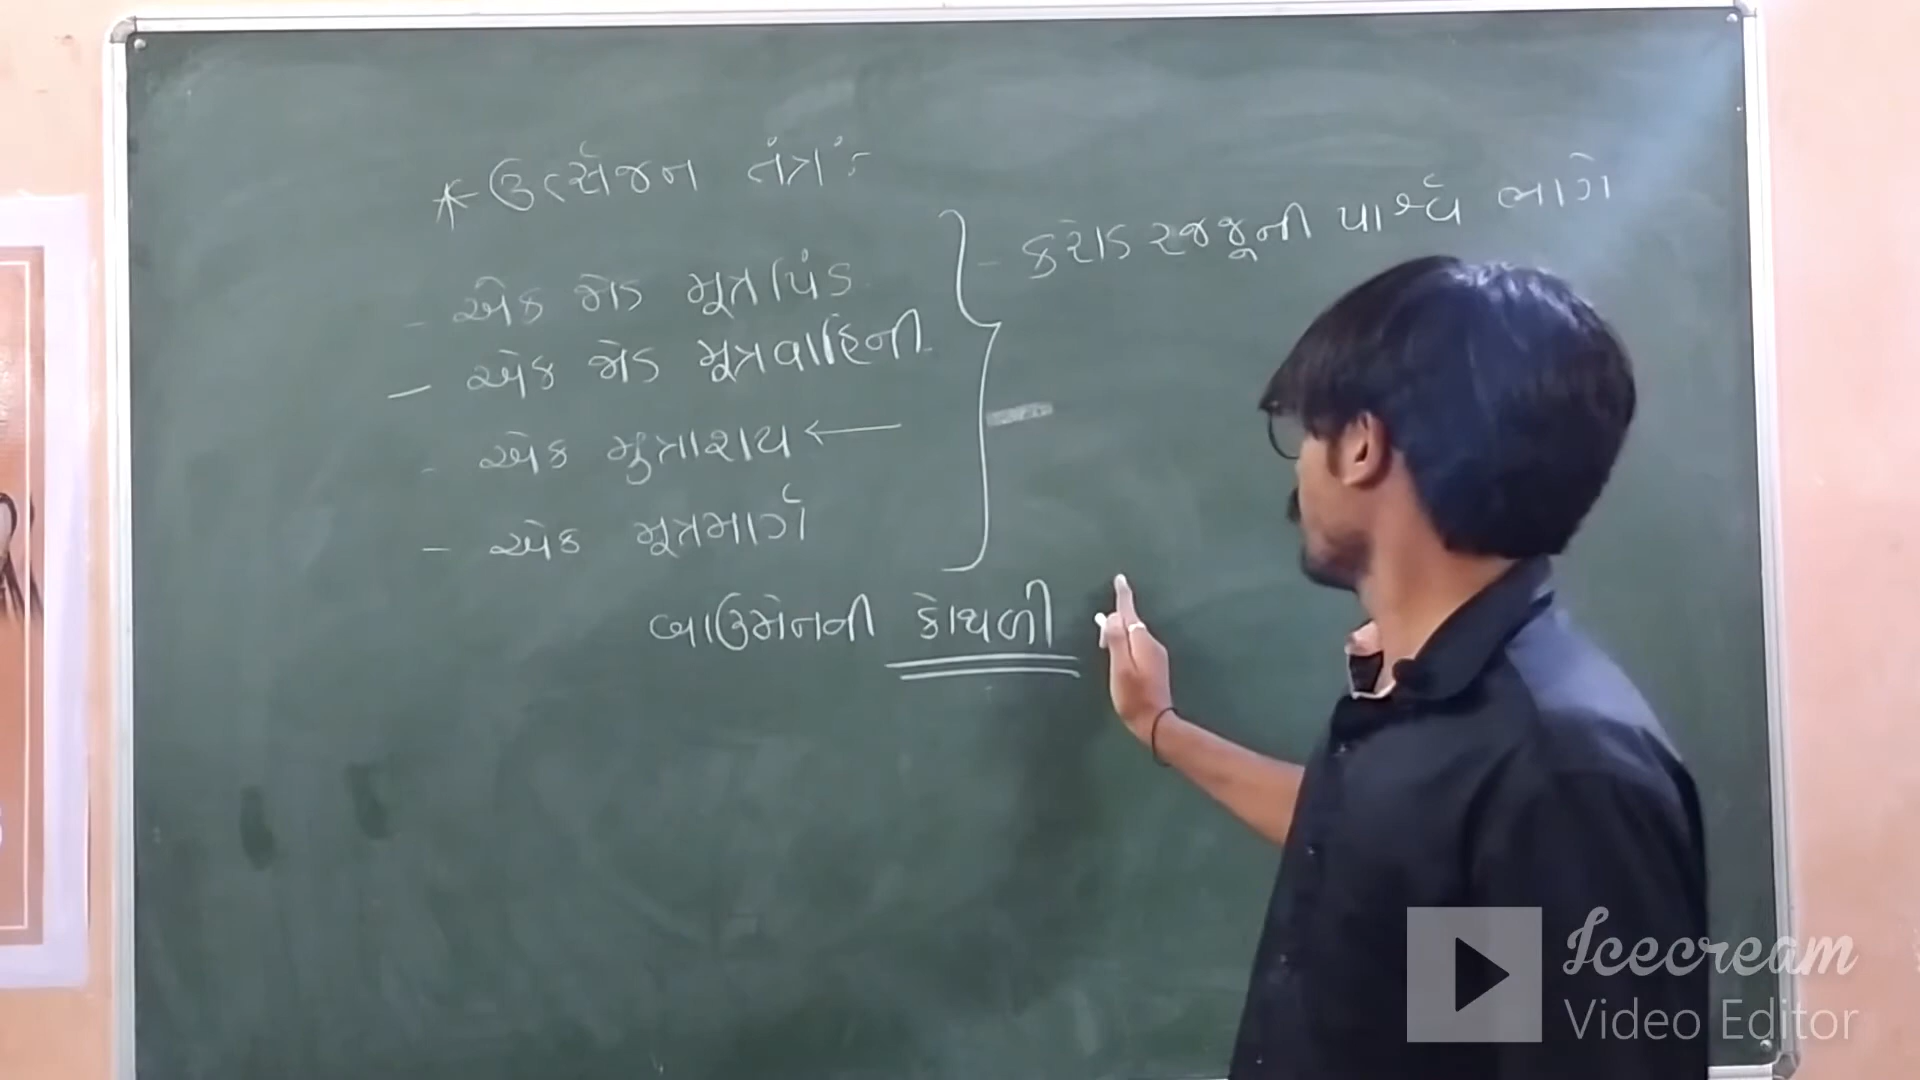 * ઉત્સર્જન તંત્ર :-
- એક જોડ મૂત્રપિંડ
- એક જોડ મૂત્રવાહિની
- એક મુત્રાશય ←
- એક મૂત્રમાર્ગ
- કરોડરજ્જૂની પાર્શ્વ ભાગે
બાઉમેનની કોથળી
Icecream
Video Editor